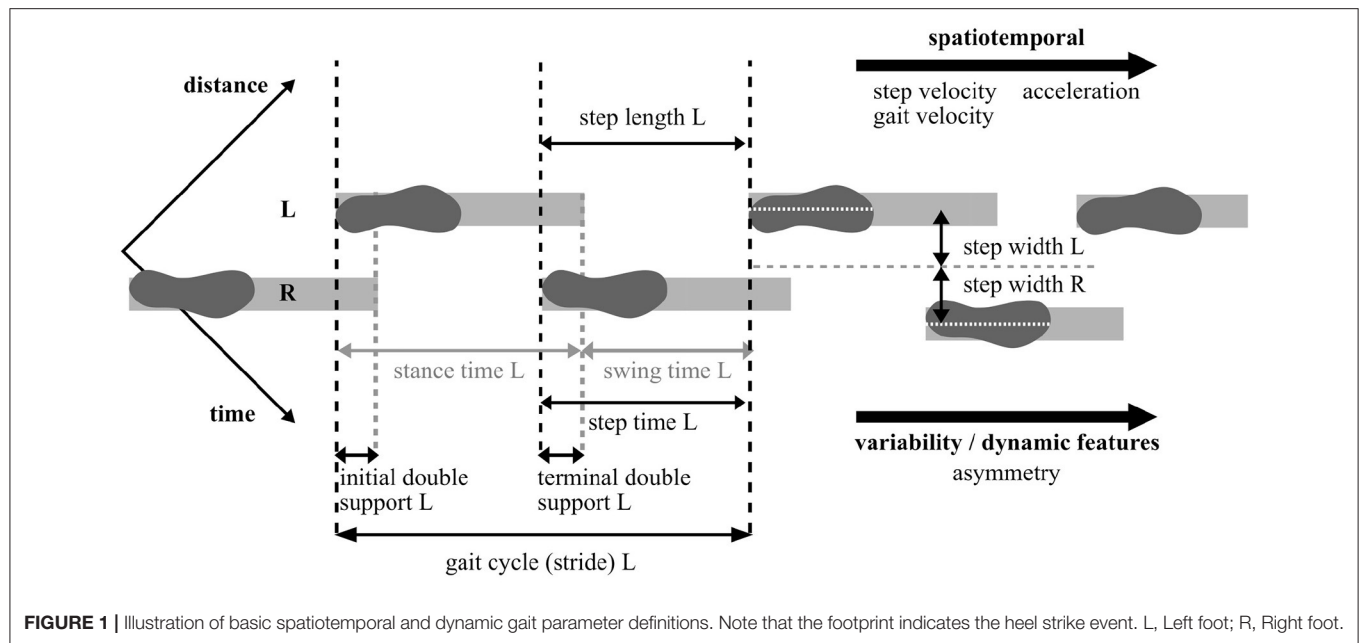 spatiotemporal
distance
step velocity acceleration
gait velocity
step length L
L
step width L
R
step width R
stance time L
swing time L
time
step time L
variability / dynamic features
asymmetry
initial double
support L
terminal double
support L
gait cycle (stride) L
FIGURE 1 | Illustration of basic spatiotemporal and dynamic gait parameter definitions. Note that the footprint indicates the heel strike event. L, Left foot; R, Right foot.